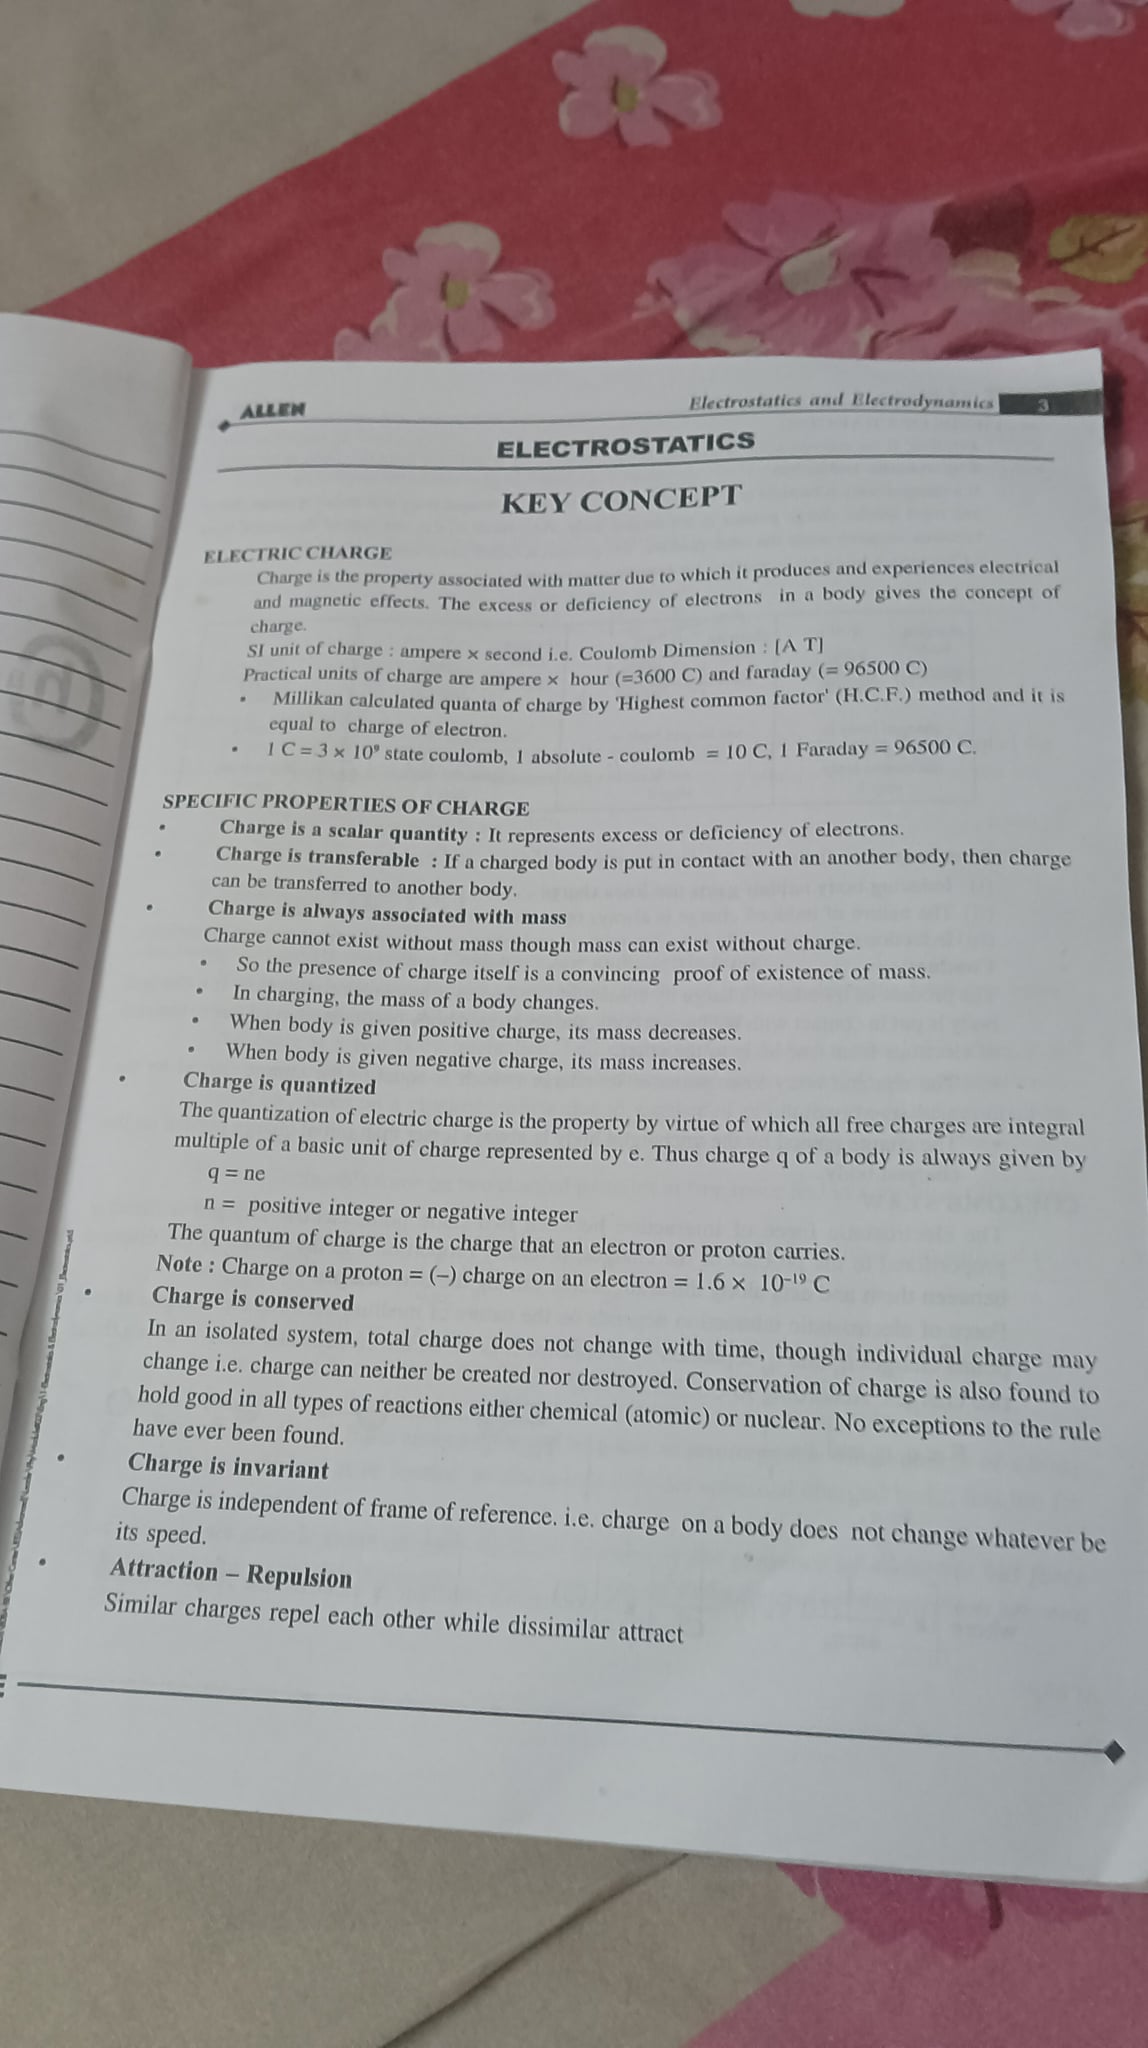 ALLEN
Electrostatics and Electrodynamics 3
ELECTROSTATICS
KEY CONCEPT
ELECTRIC CHARGE
Charge is the property associated with matter due to which it produces and experiences electrical
and magnetic effects. The excess or deficiency of electrons in a body gives the concept of
charge.
SI unit of charge : ampere × second i.e. Coulomb Dimension : [A T]
Practical units of charge are ampere × hour (=3600 C) and faraday (= 96500 C)
• Millikan calculated quanta of charge by 'Highest common factor' (H.C.F.) method and it is
equal to charge of electron.
• 1 C = 3 × 10⁹ state coulomb, 1 absolute - coulomb = 10 C, 1 Faraday = 96500 C.
SPECIFIC PROPERTIES OF CHARGE
• Charge is a scalar quantity : It represents excess or deficiency of electrons.
• Charge is transferable : If a charged body is put in contact with an another body, then charge
can be transferred to another body.
• Charge is always associated with mass
Charge cannot exist without mass though mass can exist without charge.
• So the presence of charge itself is a convincing proof of existence of mass.
• In charging, the mass of a body changes.
• When body is given positive charge, its mass decreases.
• When body is given negative charge, its mass increases.
• Charge is quantized
The quantization of electric charge is the property by virtue of which all free charges are integral
multiple of a basic unit of charge represented by e. Thus charge q of a body is always given by
q = ne
n = positive integer or negative integer
The quantum of charge is the charge that an electron or proton carries.
Note : Charge on a proton = (–) charge on an electron = 1.6 × 10⁻¹⁹ C
• Charge is conserved
In an isolated system, total charge does not change with time, though individual charge may
change i.e. charge can neither be created nor destroyed. Conservation of charge is also found to
hold good in all types of reactions either chemical (atomic) or nuclear. No exceptions to the rule
have ever been found.
• Charge is invariant
Charge is independent of frame of reference. i.e. charge on a body does not change whatever be
its speed.
• Attraction – Repulsion
Similar charges repel each other while dissimilar attract